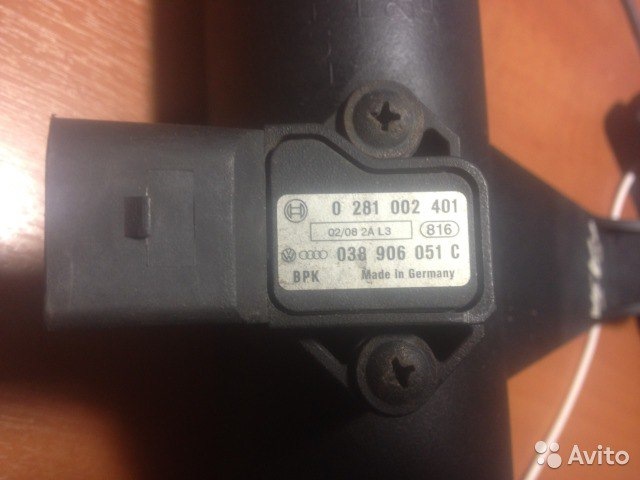 0 281 002 401
02/08 2A L3 816
038 906 051 C
BPK Made in Germany
Avito